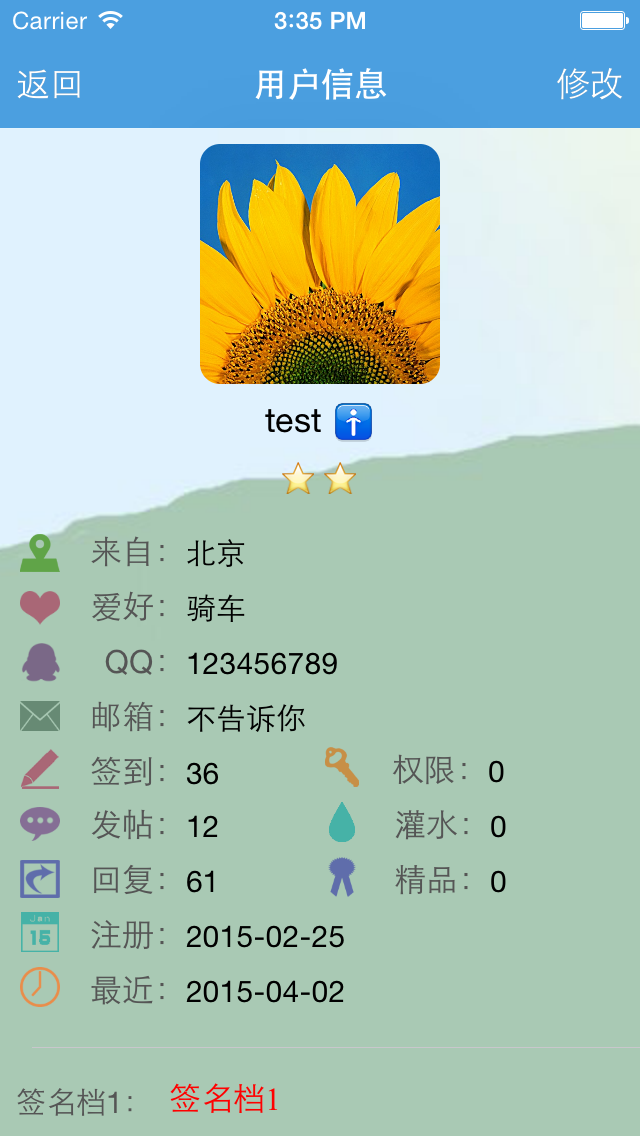 Carrier 3:35 PM
返回 用户信息 修改
test
来自： 北京
爱好： 骑车
QQ： 123456789
邮箱： 不告诉你
签到： 36 权限： 0
发帖： 12 灌水： 0
回复： 61 精品： 0
Jan
15
注册： 2015-02-25
最近： 2015-04-02
签名档1： 签名档1